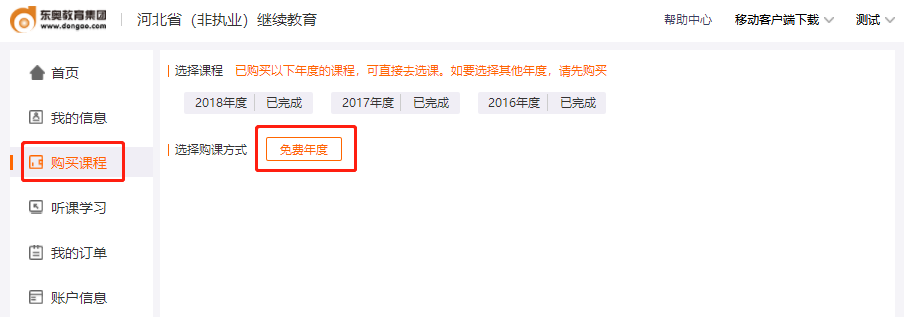 东奥教育集团
www.dongao.com
河北省（非执业）继续教育
帮助中心
移动客户端下载
测试
首页
我的信息
购买课程
听课学习
我的订单
账户信息
选择课程 已购买以下年度的课程，可直接去选课。如要选择其他年度，请先购买
2018年度 已完成 2017年度 已完成 2016年度 已完成
选择购课方式 免费年度